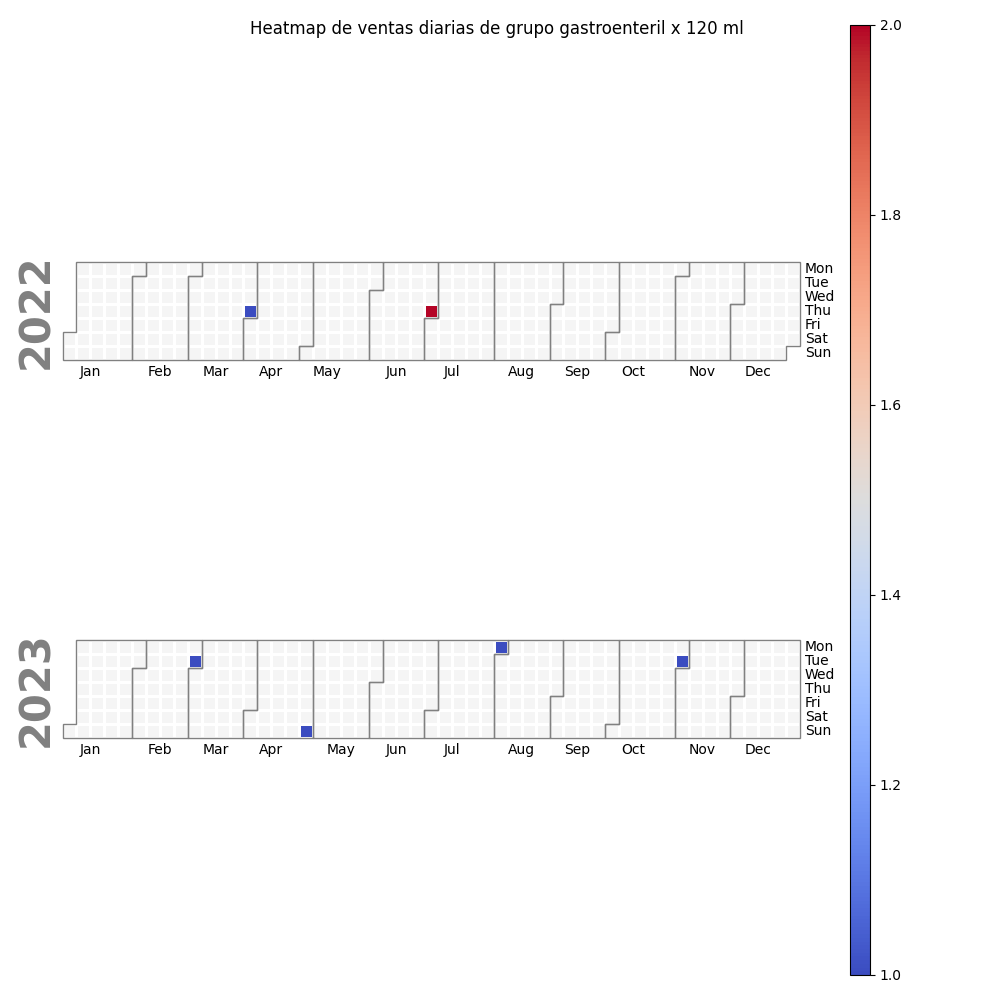 Heatmap de ventas diarias de grupo gastroenteril x 120 ml
2022
Mon
Tue
Wed
Thu
Fri
Sat
Sun
Jan Feb Mar Apr May Jun Jul Aug Sep Oct Nov Dec
2023
Mon
Tue
Wed
Thu
Fri
Sat
Sun
Jan Feb Mar Apr May Jun Jul Aug Sep Oct Nov Dec
2.0
1.8
1.6
1.4
1.2
1.0